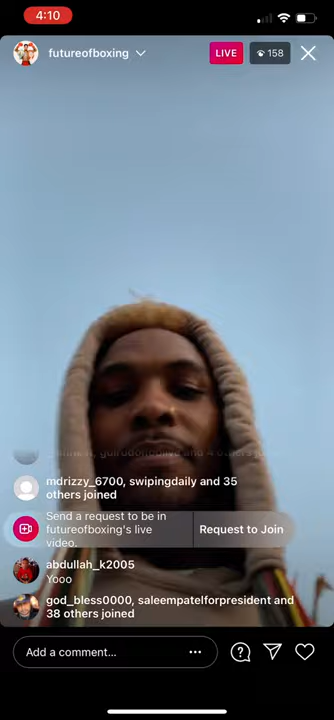 4:10
futureofboxing
LIVE
158
mdrizzy_6700, swipingdaily and 35
others joined
Send a request to be in
futureofboxing's live
video.
Request to Join
abdullah_k2005
Yooo
god_bless0000, saleempatelforpresident and
38 others joined
Add a comment...